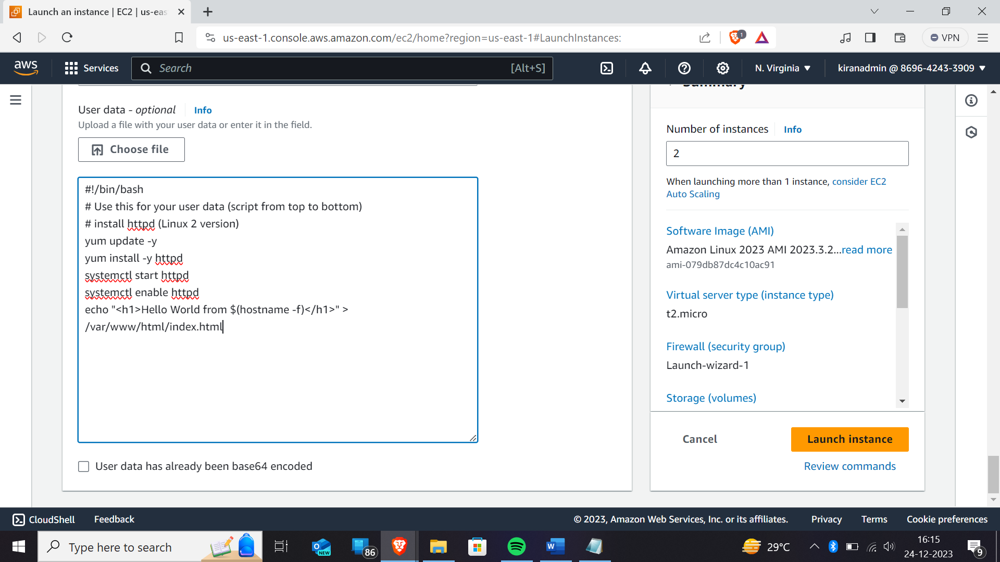 Launch an instance | EC2 | us-eas
us-east-1.console.aws.amazon.com/ec2/home?region=us-east-1#LaunchInstances:
1
VPN
aws
Services
Search
[Alt+S]
N. Virginia
kiranadmin @ 8696-4243-3909
Summary
User data - optional
Info
Upload a file with your user data or enter it in the field.
Choose file
#!/bin/bash
# Use this for your user data (script from top to bottom)
# install httpd (Linux 2 version)
yum update -y
yum install -y httpd
systemctl start httpd
systemctl enable httpd
echo "<h1>Hello World from $(hostname -f)</h1>" >
/var/www/html/index.html
User data has already been base64 encoded
Number of instances
Info
2
When launching more than 1 instance, consider EC2
Auto Scaling
Software Image (AMI)
Amazon Linux 2023 AMI 2023.3.2...read more
ami-079db87dc4c10ac91
Virtual server type (instance type)
t2.micro
Firewall (security group)
Launch-wizard-1
Storage (volumes)
Cancel
Launch instance
Review commands
CloudShell
Feedback
© 2023, Amazon Web Services, Inc. or its affiliates.
Privacy
Terms
Cookie preferences
Type here to search
NEW
86
W
29°C
16:15
24-12-2023
9